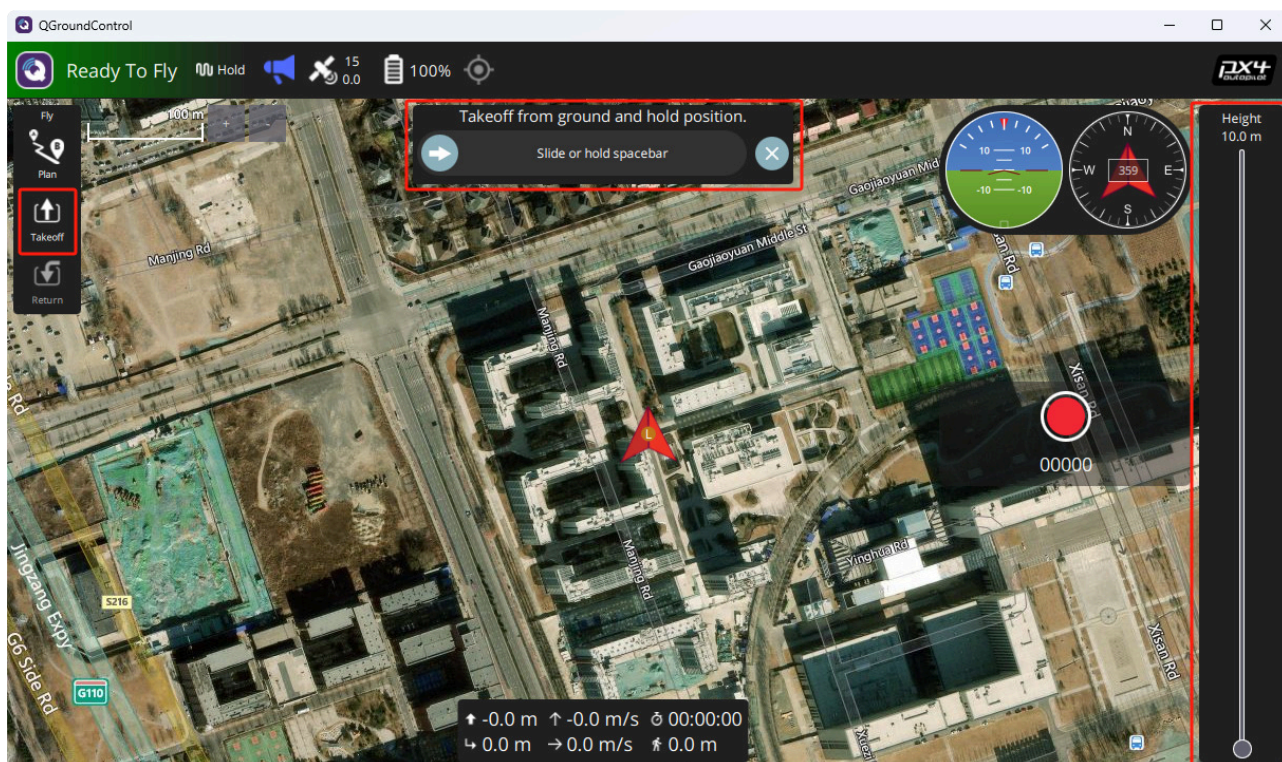 QGroundControl
Ready To Fly
Hold
15
0.0
100%
px4
autopilot
Fly
Plan
Takeoff
Return
100 m
+
Takeoff from ground and hold position.
Slide or hold spacebar
Height
10.0 m
10 10
-10 -10
N
W 359 E
S
Manjing Rd
Gaojiaoyuan Mid
Gaojiaoyuan Middle St
Manjing Rd
Xisan Rd
00000
Yinghua Rd
Manjing Rd
S216
Jingzang Expy
G6 Side Rd
G110
Xisan Rd
L
-0.0 m -0.0 m/s 00:00:00
0.0 m 0.0 m/s 0.0 m